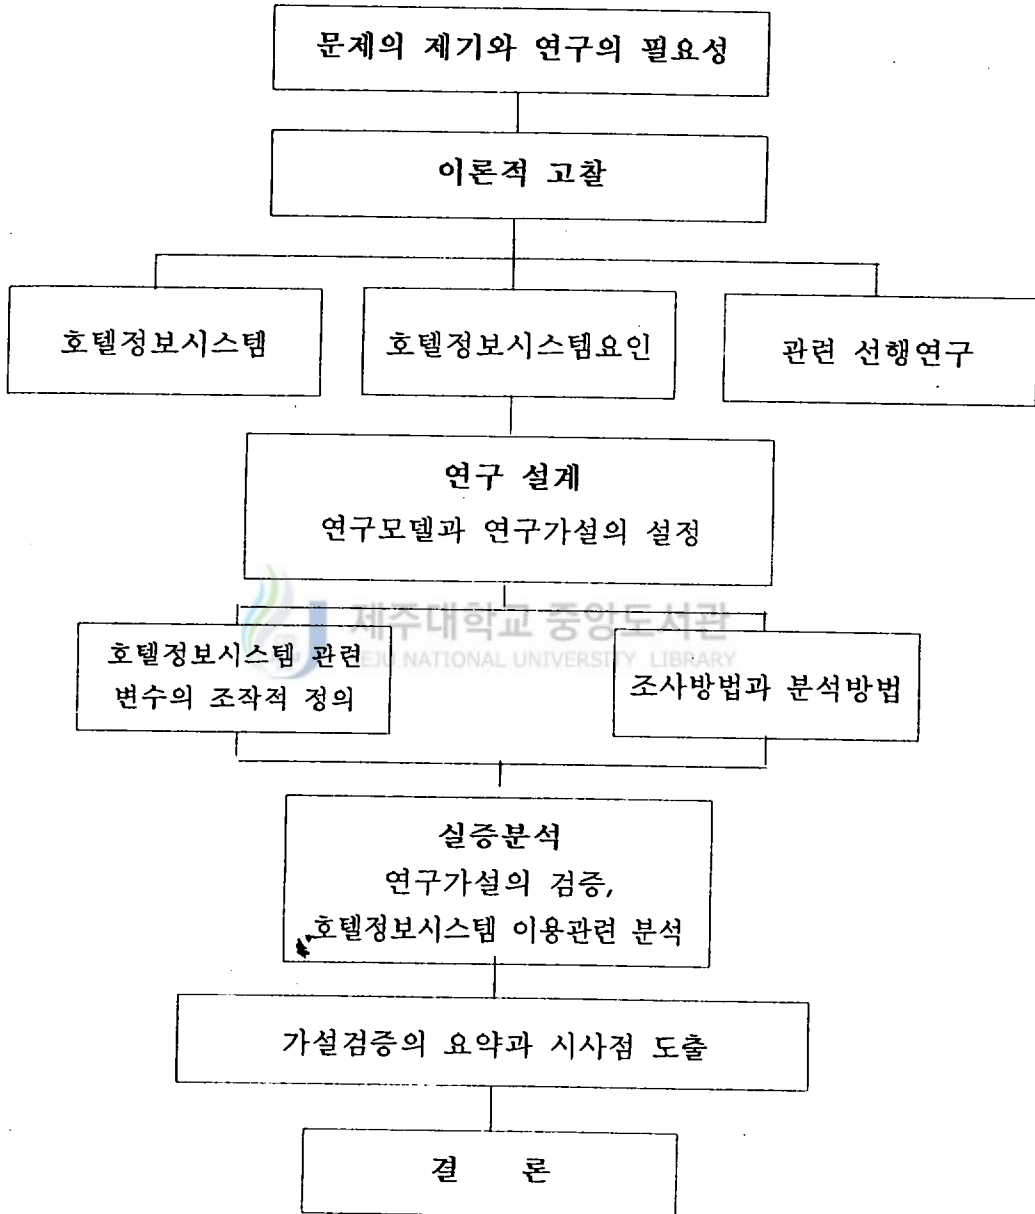 문제의 제기와 연구의 필요성
이론적 고찰
호텔정보시스템
호텔정보시스템요인
관련 선행연구
연구 설계
연구모델과 연구가설의 설정
제주대학교 중앙도서관
JEJU NATIONAL UNIVERSITY LIBRARY
호텔정보시스템 관련
변수의 조작적 정의
조사방법과 분석방법
실증분석
연구가설의 검증,
호텔정보시스템 이용관련 분석
가설검증의 요약과 시사점 도출
결 론